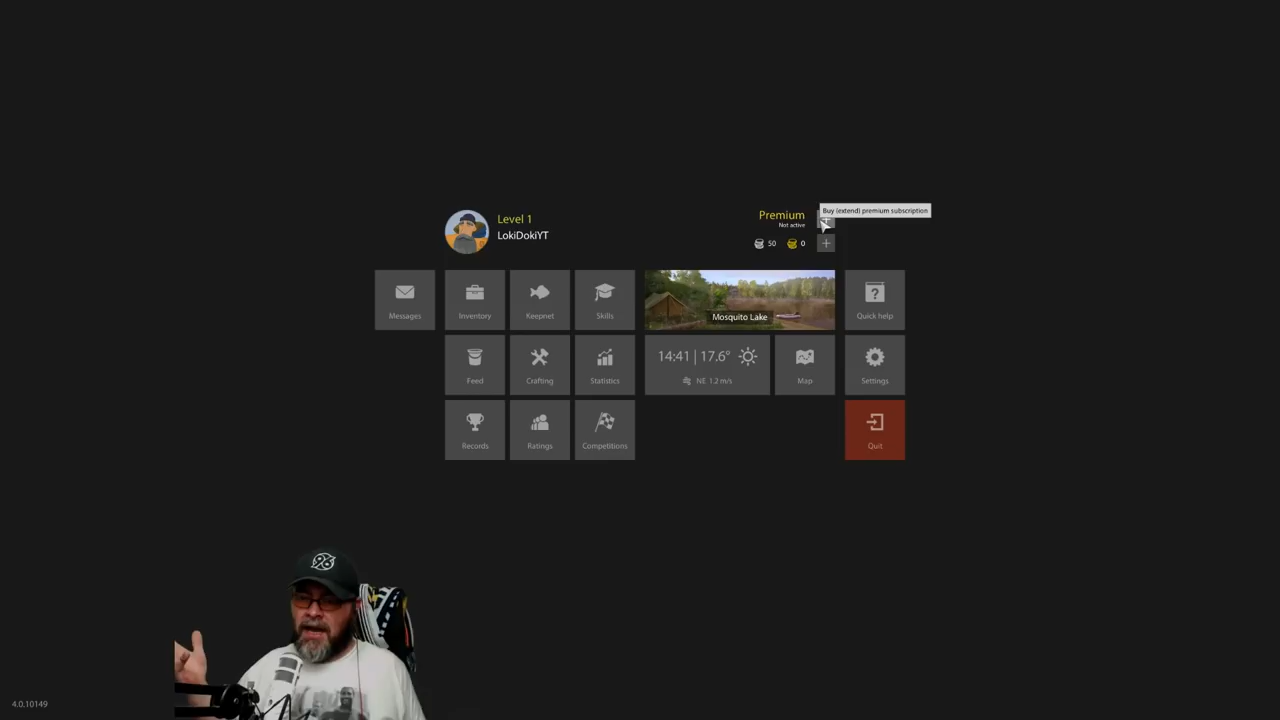 Level 1
LokiDokiYT
Premium
Not active
Buy (extend) premium subscription
50
0
Messages
Inventory
Keepnet
Skills
Mosquito Lake
Quick help
Feed
Crafting
Statistics
14:41 | 17.6°
NE 1.2 m/s
Map
Settings
Records
Ratings
Competitions
Quit
4.0.10149